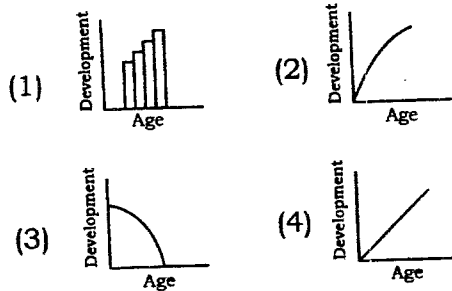 (1) Development
Age
(2) Development
Age
(3) Development
Age
(4) Development
Age